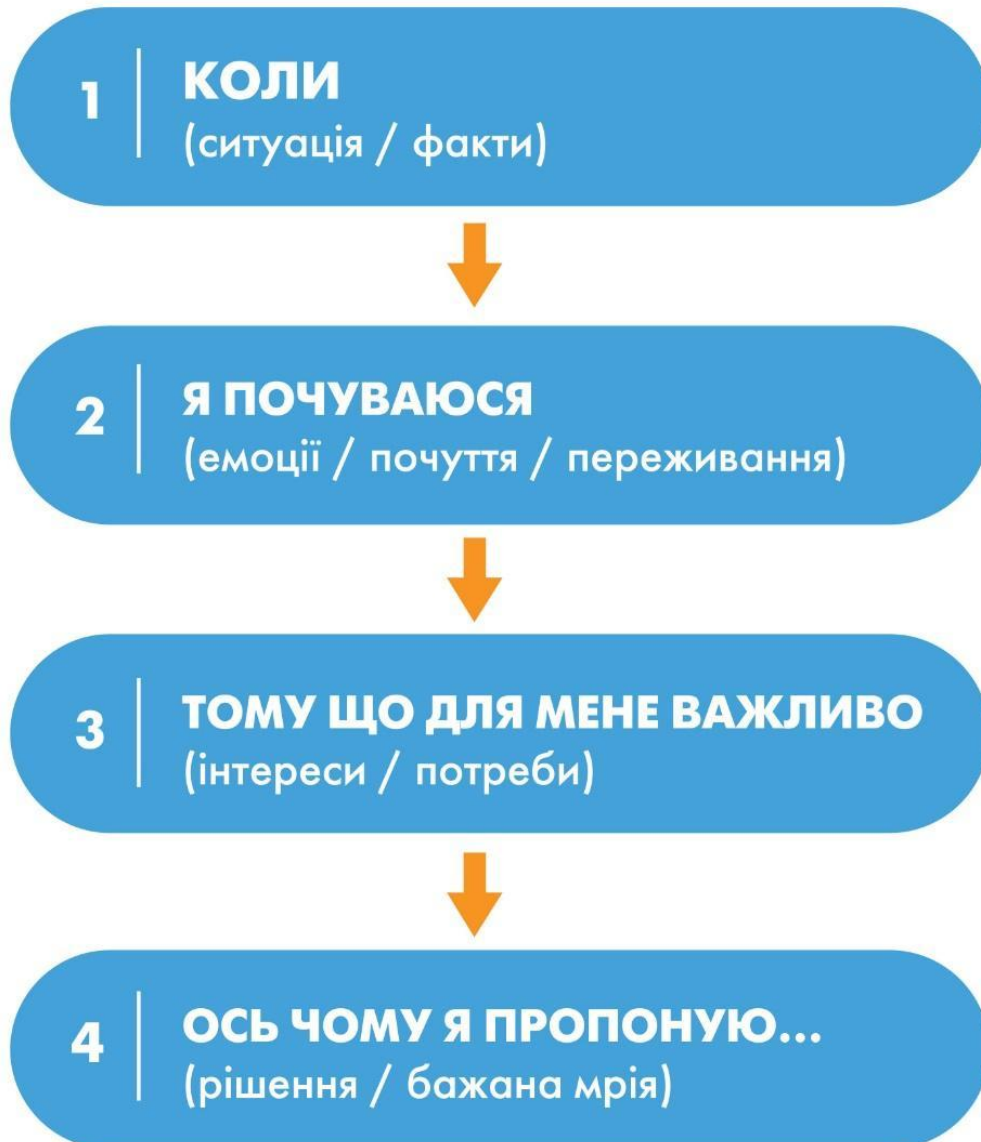 1
КОЛИ
(ситуація / факти)
2
Я ПОЧУВАЮСЯ
(емоції / почуття / переживання)
3
ТОМУ ЩО ДЛЯ МЕНЕ ВАЖЛИВО
(інтереси / потреби)
4
ОСЬ ЧОМУ Я ПРОПОНУЮ...
(рішення / бажана мрія)